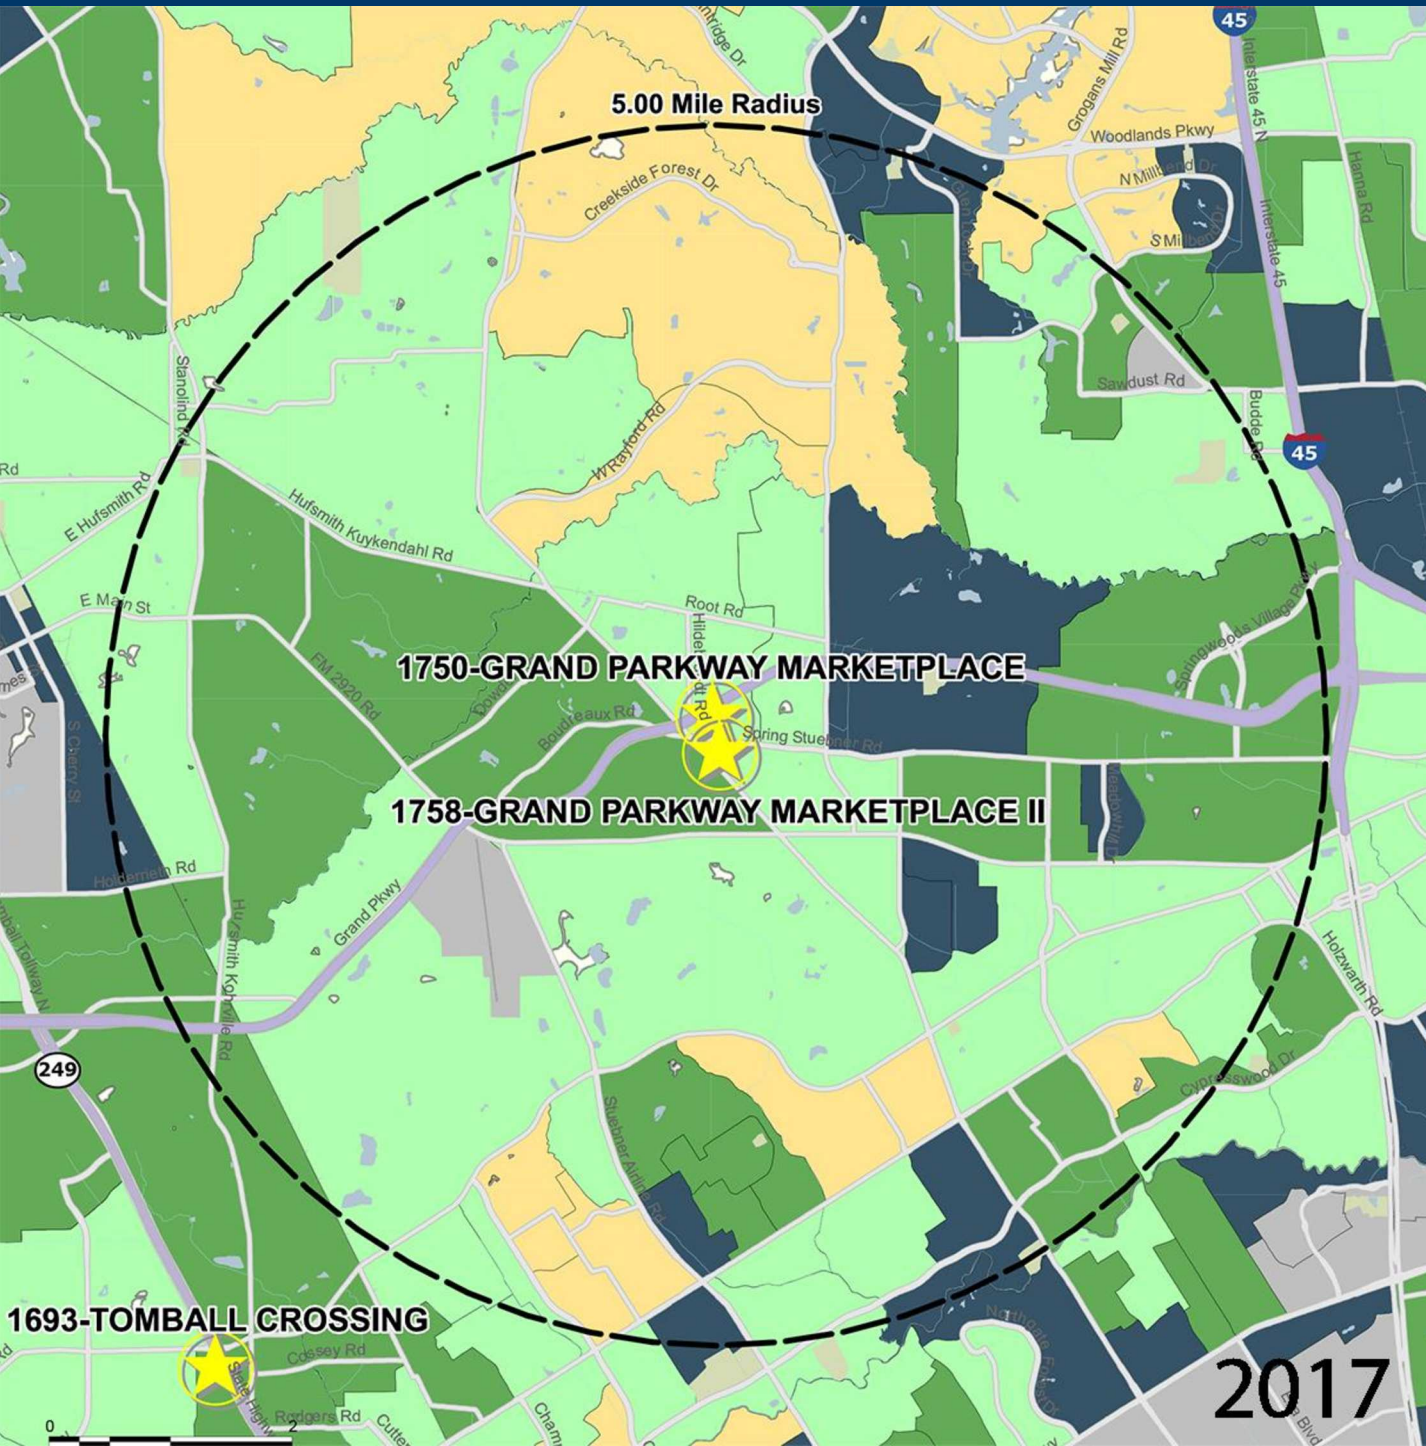 45
Interstate 45 N
Grogans Mill Rd
5.00 Mile Radius
Woodlands Pkwy
N Millbend Dr
Hanna Rd
Creekside Forest Dr
Interstate 45
Stanolind Rd
Sawdust Rd
Budde Rd
W Rayford Rd
45
Rd
E Hufsmith Rd
Hufsmith Kuykendahl Rd
E Main St
Root Rd
Springwoods Village Pkwy
FM 2920 Rd
1750-GRAND PARKWAY MARKETPLACE
Boudreaux Rd
S Cherry St
Spring Stuebner Rd
1758-GRAND PARKWAY MARKETPLACE II
Holderrieth Rd
Grand Pkwy
Hufsmith Kohrville Rd
Holzwarth Rd
249
Cypresswood Dr
Stuebner Airline Rd
1693-TOMBALL CROSSING
Cossey Rd
Rodgers Rd
2017
0 2